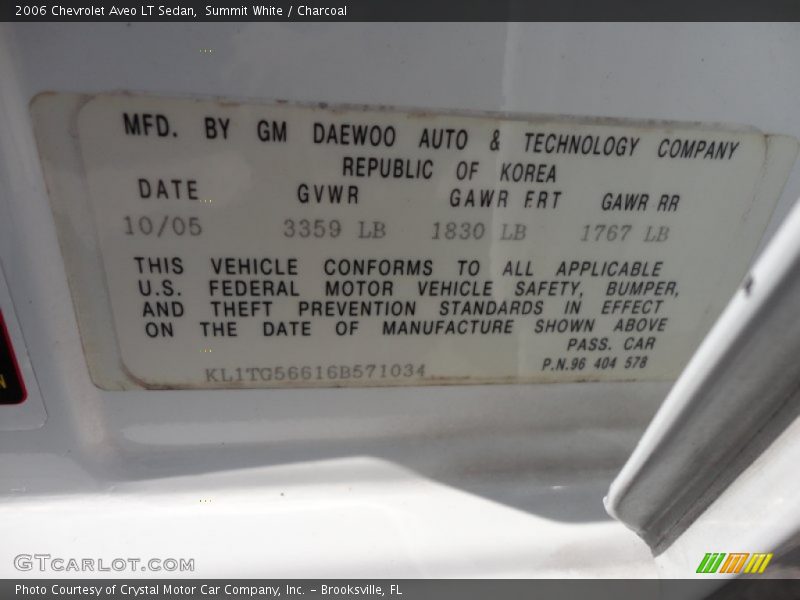 2006 Chevrolet Aveo LT Sedan,  Summit White / Charcoal
MFD. BY GM DAEWOO AUTO & TECHNOLOGY COMPANY
REPUBLIC OF KOREA
DATE GVWR GAWR FRT GAWR RR
10/05 3359 LB 1830 LB 1767 LB
THIS VEHICLE CONFORMS TO ALL APPLICABLE
U.S. FEDERAL MOTOR VEHICLE SAFETY, BUMPER,
AND THEFT PREVENTION STANDARDS IN EFFECT
ON THE DATE OF MANUFACTURE SHOWN ABOVE
PASS. CAR
KL1TG56616B571034 P.N.96 404 578
N
GTCarlot.com
Photo Courtesy of Crystal Motor Car Company, Inc. – Brooksville, FL